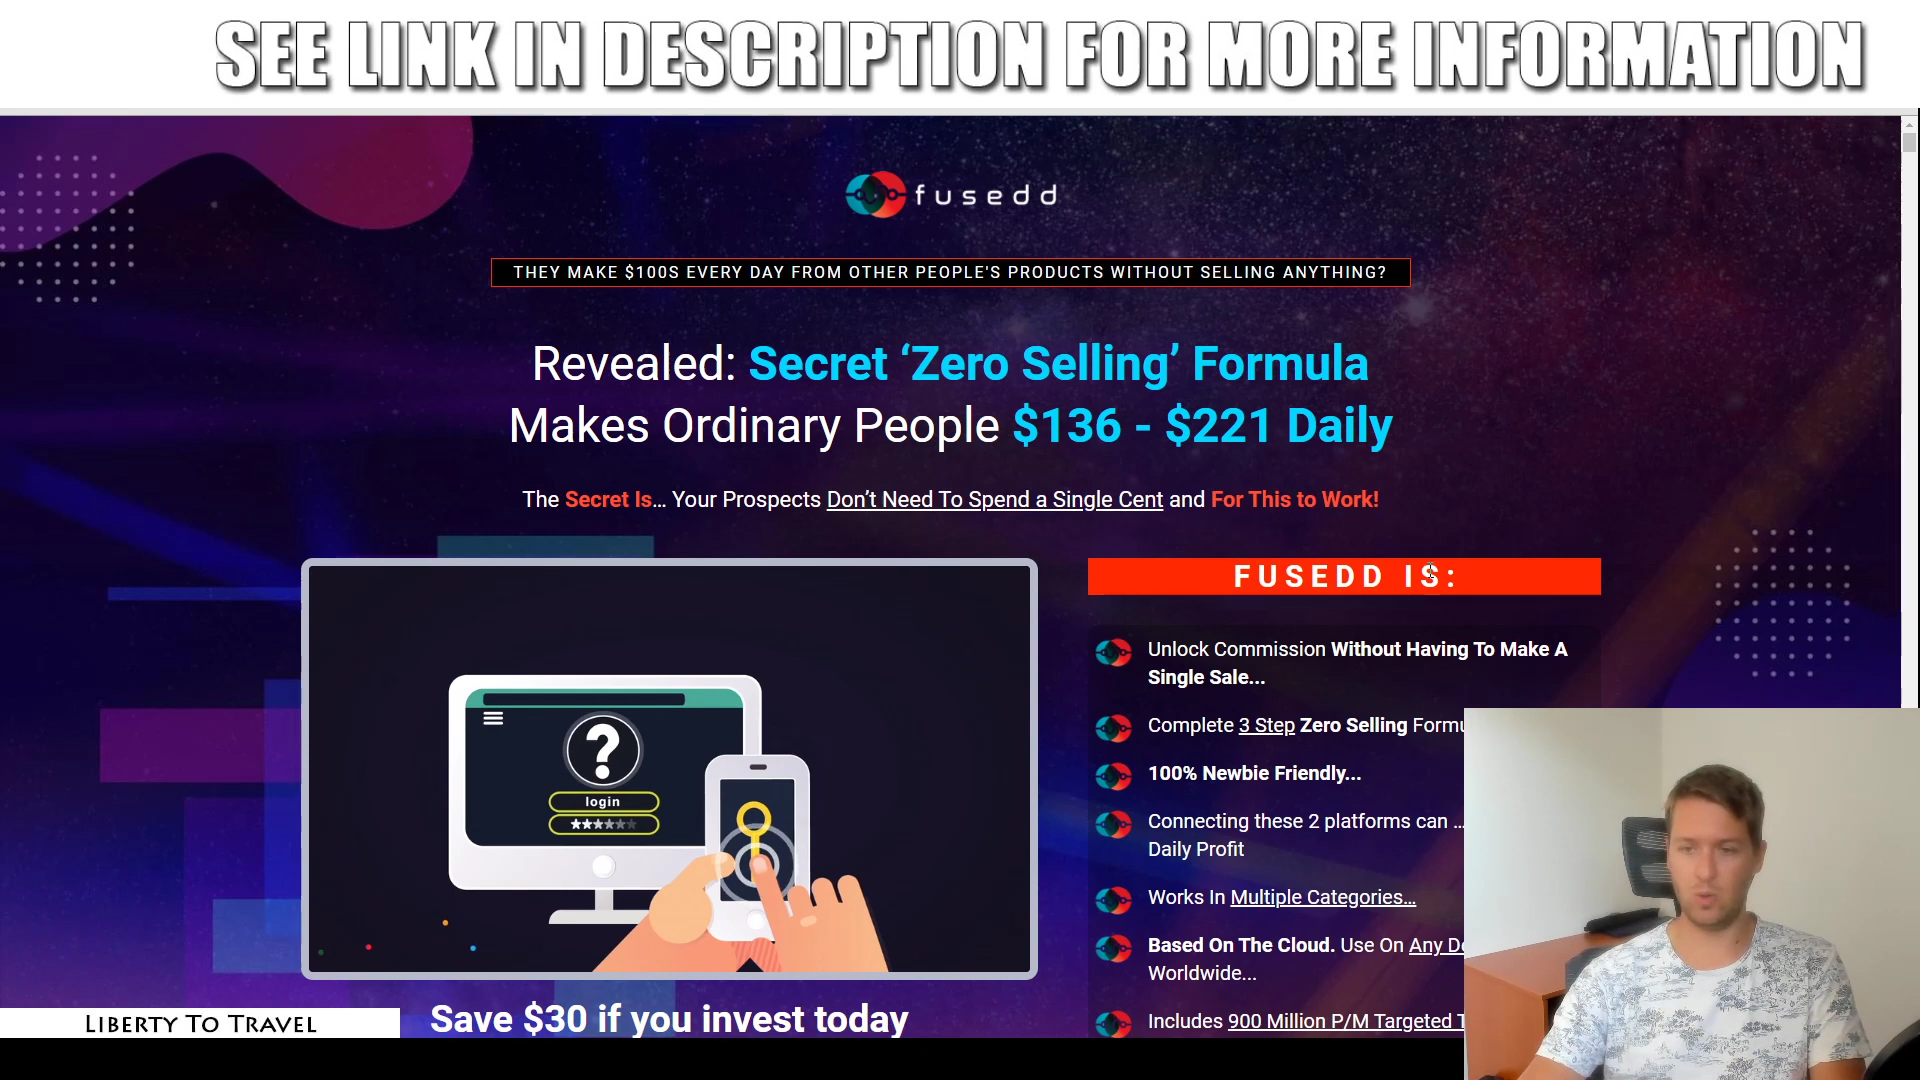 SEE LINK IN DESCRIPTION FOR MORE INFORMATION
fusedd
THEY MAKE $100S EVERY DAY FROM OTHER PEOPLE'S PRODUCTS WITHOUT SELLING ANYTHING?
Revealed: Secret ‘Zero Selling’ Formula
Makes Ordinary People $136 - $221 Daily
The Secret Is... Your Prospects Don't Need To Spend a Single Cent and For This to Work!
login
FUSEDD IS:
Unlock Commission Without Having To Make A
Single Sale...
Complete 3 Step Zero Selling
100% Newbie Friendly...
Connecting these 2 platforms can ...
Daily Profit
Works In Multiple Categories...
Based On The Cloud. Use On Any
Worldwide...
Includes 900 Million P/M Targeted
Save $30 if you invest today
LIBERTY TO TRAVEL